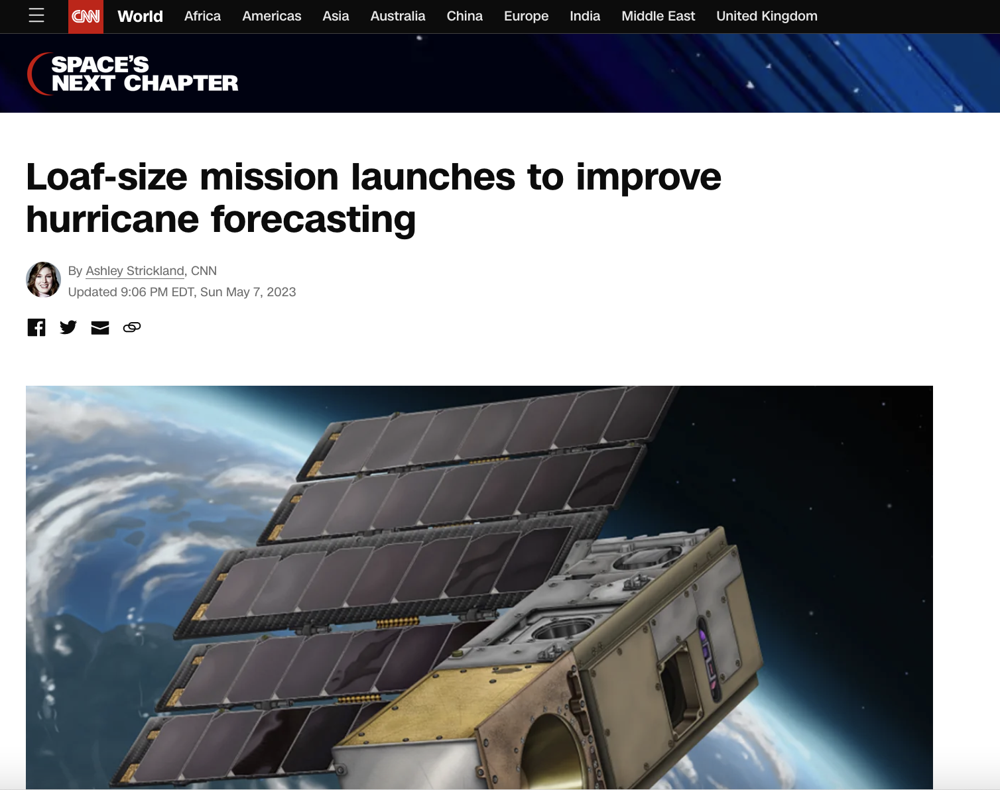 CNN World Africa Americas Asia Australia China Europe India Middle East United Kingdom
SPACE'S
NEXT CHAPTER
Loaf-size mission launches to improve
hurricane forecasting
By Ashley Strickland, CNN
Updated 9:06 PM EDT, Sun May 7, 2023